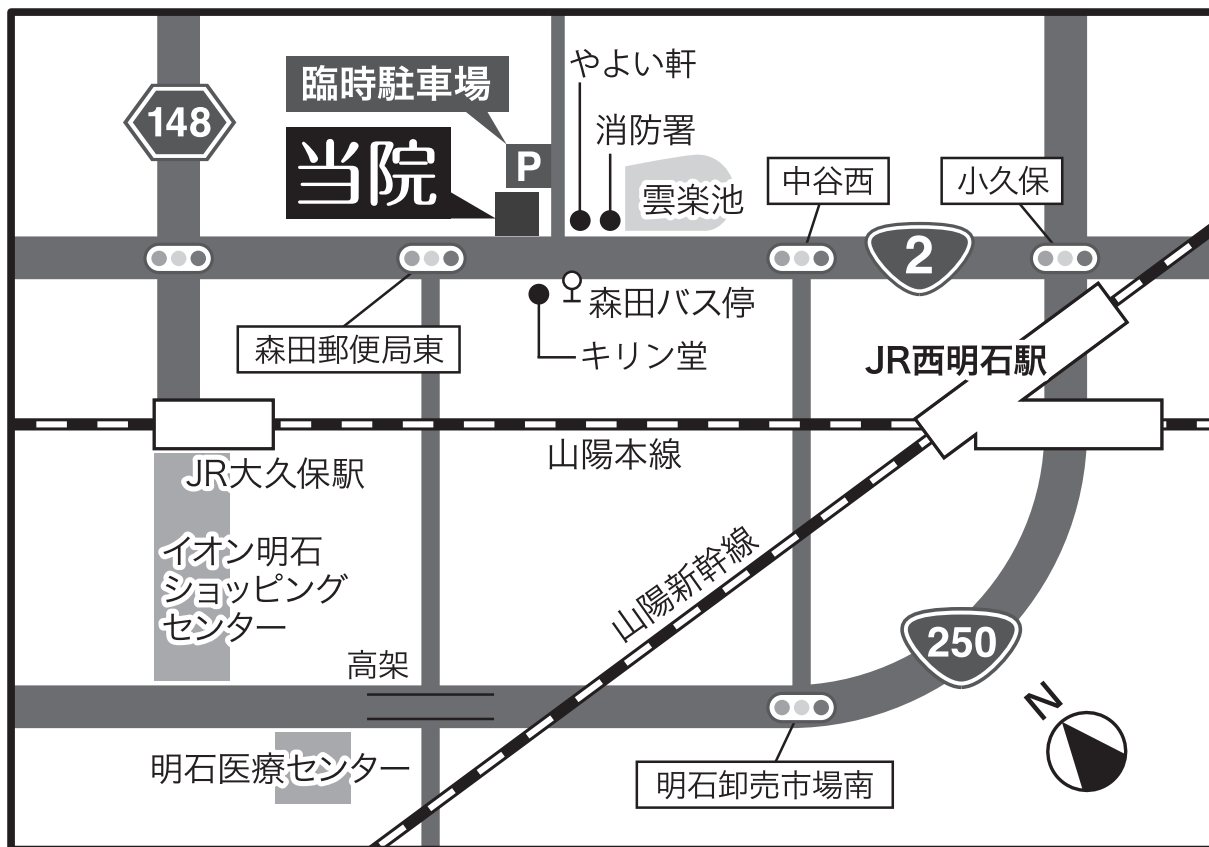 やよい軒
臨時駐車場
148
消防署
当院
P
中谷西
小久保
雲楽池
2
森田バス停
森田郵便局東
キリン堂
JR西明石駅
山陽本線
JR大久保駅
イオン明石
ショッピング
センター
山陽新幹線
250
高架
N
明石医療センター
明石卸売市場南